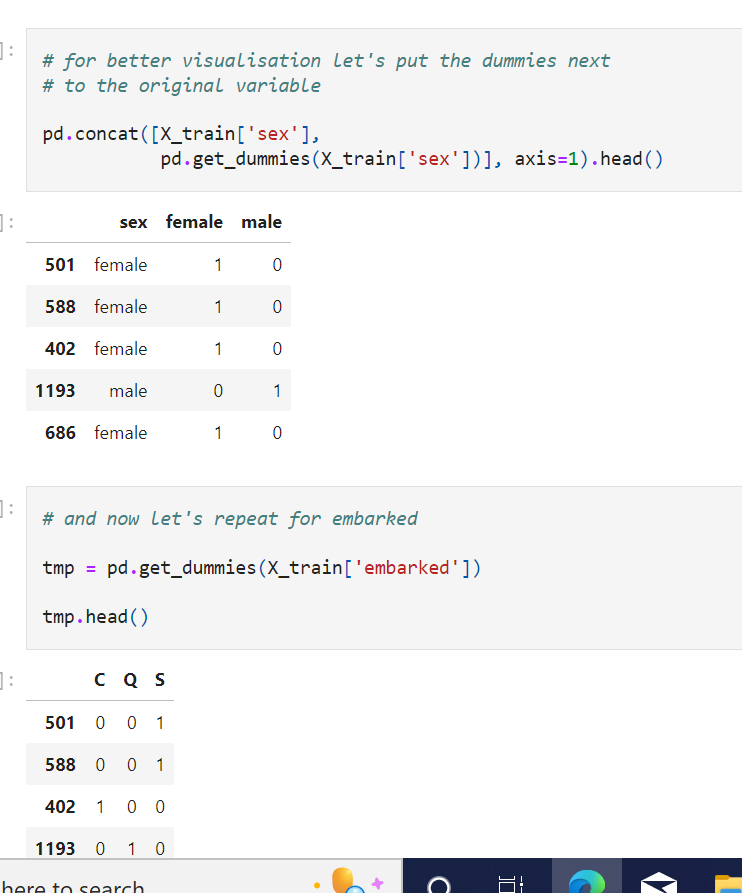 ]:
# for better visualisation let's put the dummies next
# to the original variable
pd.concat([X_train['sex'],
pd.get_dummies(X_train['sex'])], axis=1).head()
]:
sex female male
501 female 1 0
588 female 1 0
402 female 1 0
1193 male 0 1
686 female 1 0
]:
# and now let's repeat for embarked
tmp = pd.get_dummies(X_train['embarked'])
tmp.head()
]:
C Q S
501 0 0 1
588 0 0 1
402 1 0 0
1193 0 1 0
here to search